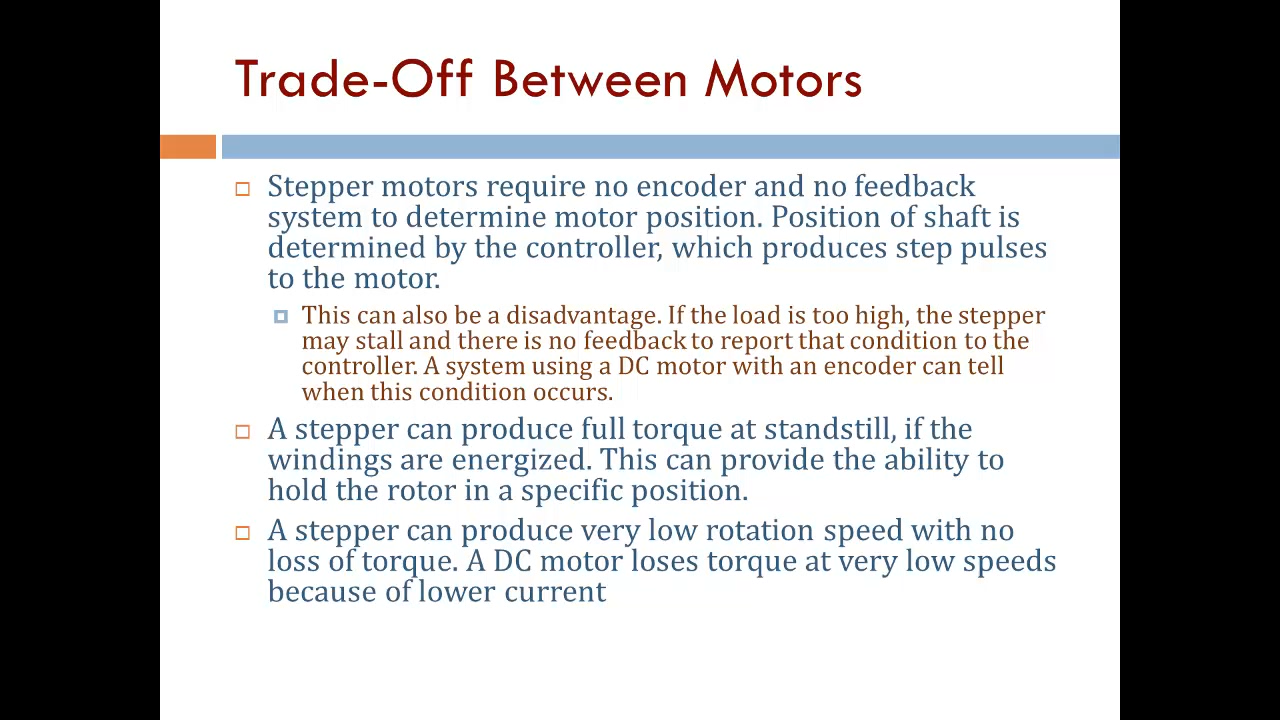 Trade-Off Between Motors
Stepper motors require no encoder and no feedback
system to determine motor position. Position of shaft is
determined by the controller, which produces step pulses
to the motor.
This can also be a disadvantage. If the load is too high, the stepper
may stall and there is no feedback to report that condition to the
controller. A system using a DC motor with an encoder can tell
when this condition occurs.
A stepper can produce full torque at standstill, if the
windings are energized. This can provide the ability to
hold the rotor in a specific position.
A stepper can produce very low rotation speed with no
loss of torque. A DC motor loses torque at very low speeds
because of lower current